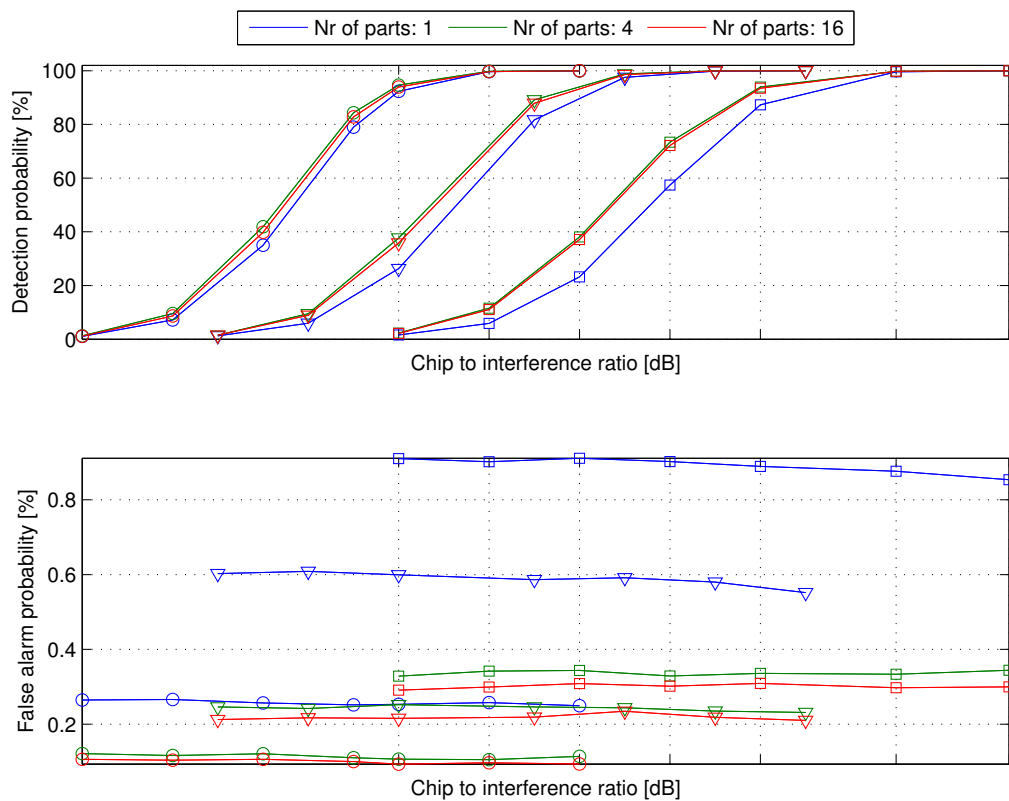 Nr of parts: 1 Nr of parts: 4 Nr of parts: 16
100
80
60
40
20
0
Detection probability [%]
Chip to interference ratio [dB]
0.8
0.6
0.4
0.2
False alarm probability [%]
Chip to interference ratio [dB]